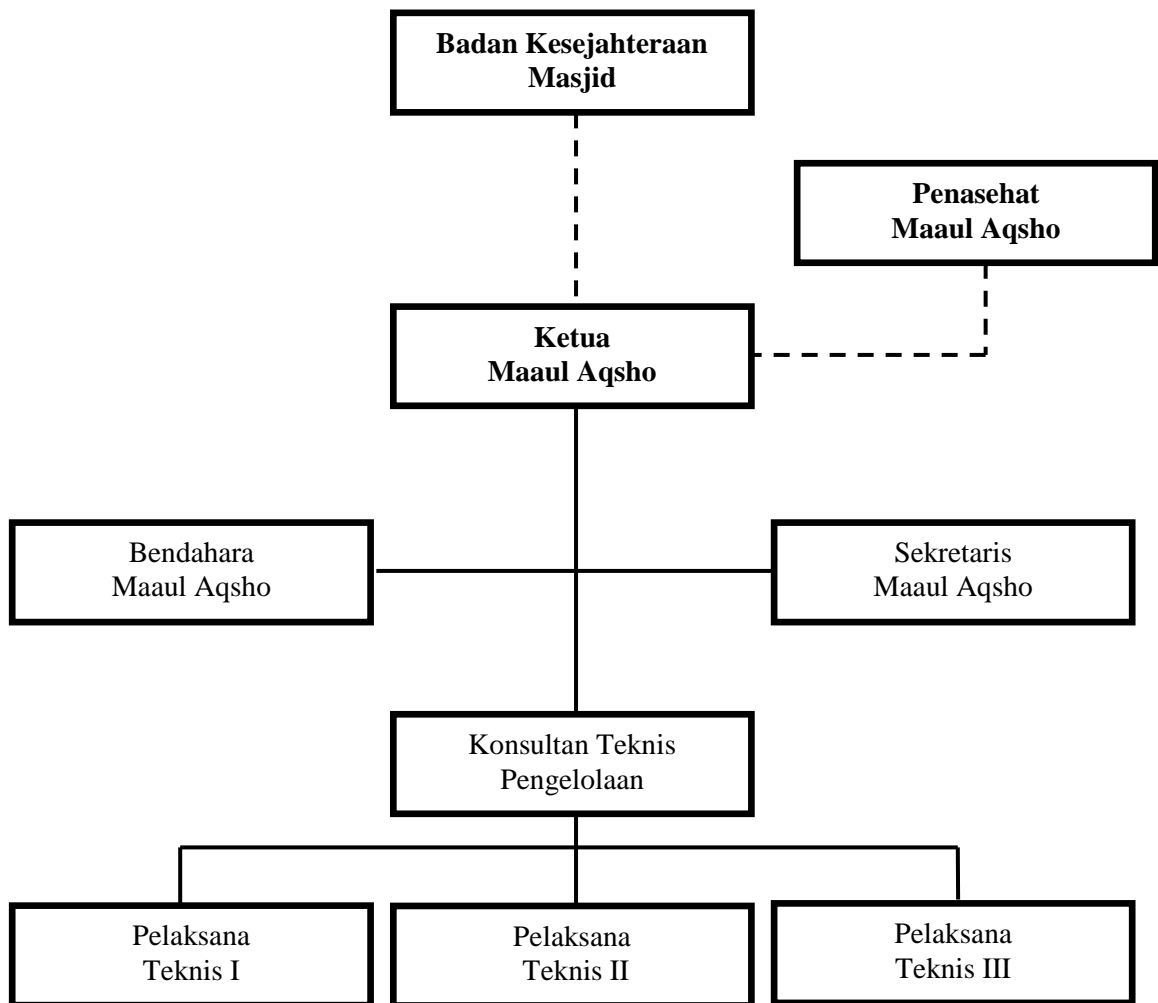 Badan Kesejahteraan
Masjid
Penasehat
Maaul Aqsho
Ketua
Maaul Aqsho
Bendahara
Maaul Aqsho
Sekretaris
Maaul Aqsho
Konsultan Teknis
Pengelolaan
Pelaksana
Teknis I
Pelaksana
Teknis II
Pelaksana
Teknis III